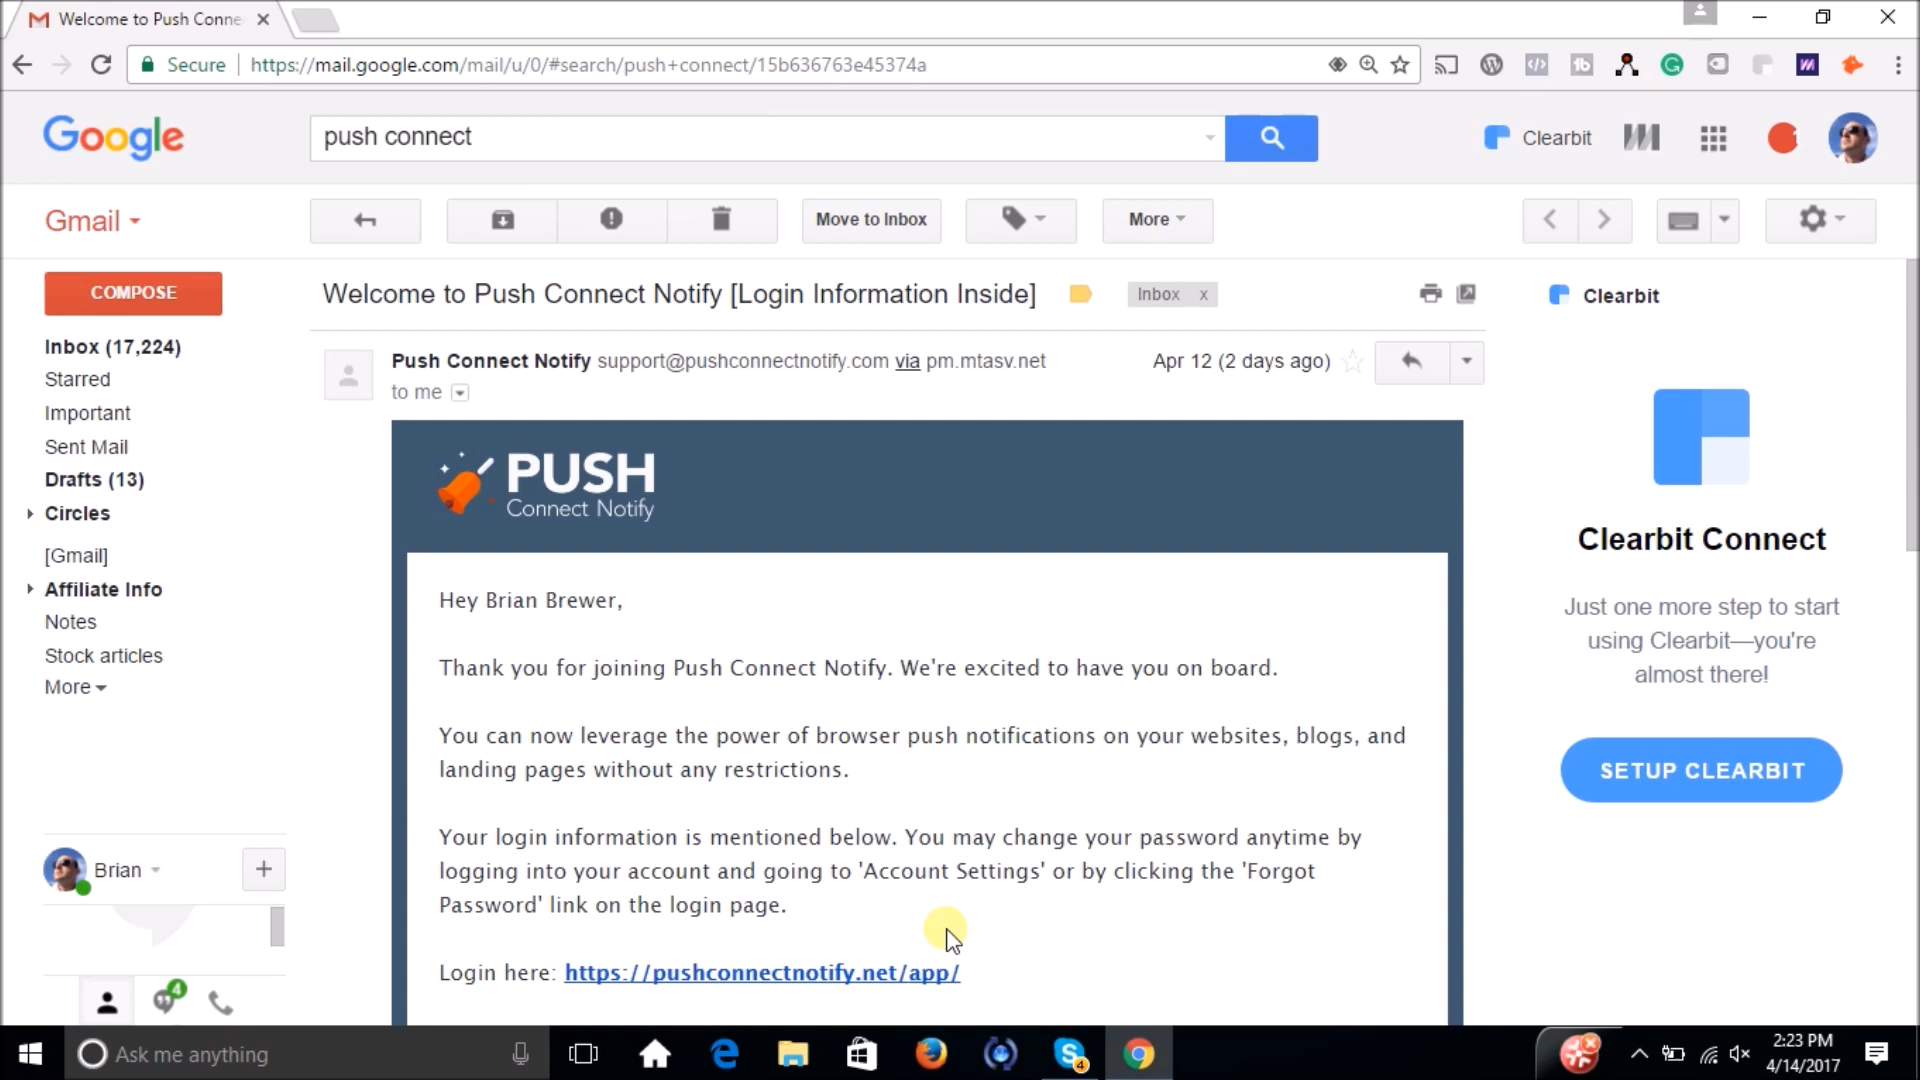 Welcome to Push Conne
Secure https://mail.google.com/mail/u/0/#search/push+connect/15b636763e45374a
Google
push connect
Clearbit
Gmail
Move to Inbox
More
COMPOSE
Welcome to Push Connect Notify [Login Information Inside]
Inbox x
Clearbit
Inbox (17,224)
Starred
Important
Sent Mail
Drafts (13)
Circles
[Gmail]
Affiliate Info
Notes
Stock articles
More
Push Connect Notify support@pushconnectnotify.com via pm.mtasv.net
Apr 12 (2 days ago)
to me
PUSH
Connect Notify
Hey Brian Brewer,
Thank you for joining Push Connect Notify. We're excited to have you on board.
You can now leverage the power of browser push notifications on your websites, blogs, and
landing pages without any restrictions.
Your login information is mentioned below. You may change your password anytime by
logging into your account and going to 'Account Settings' or by clicking the 'Forgot
Password' link on the login page.
Login here: https://pushconnectnotify.net/app/
Clearbit Connect
Just one more step to start
using Clearbit—you're
almost there!
SETUP CLEARBIT
Brian
4
Ask me anything
4
2:23 PM
4/14/2017